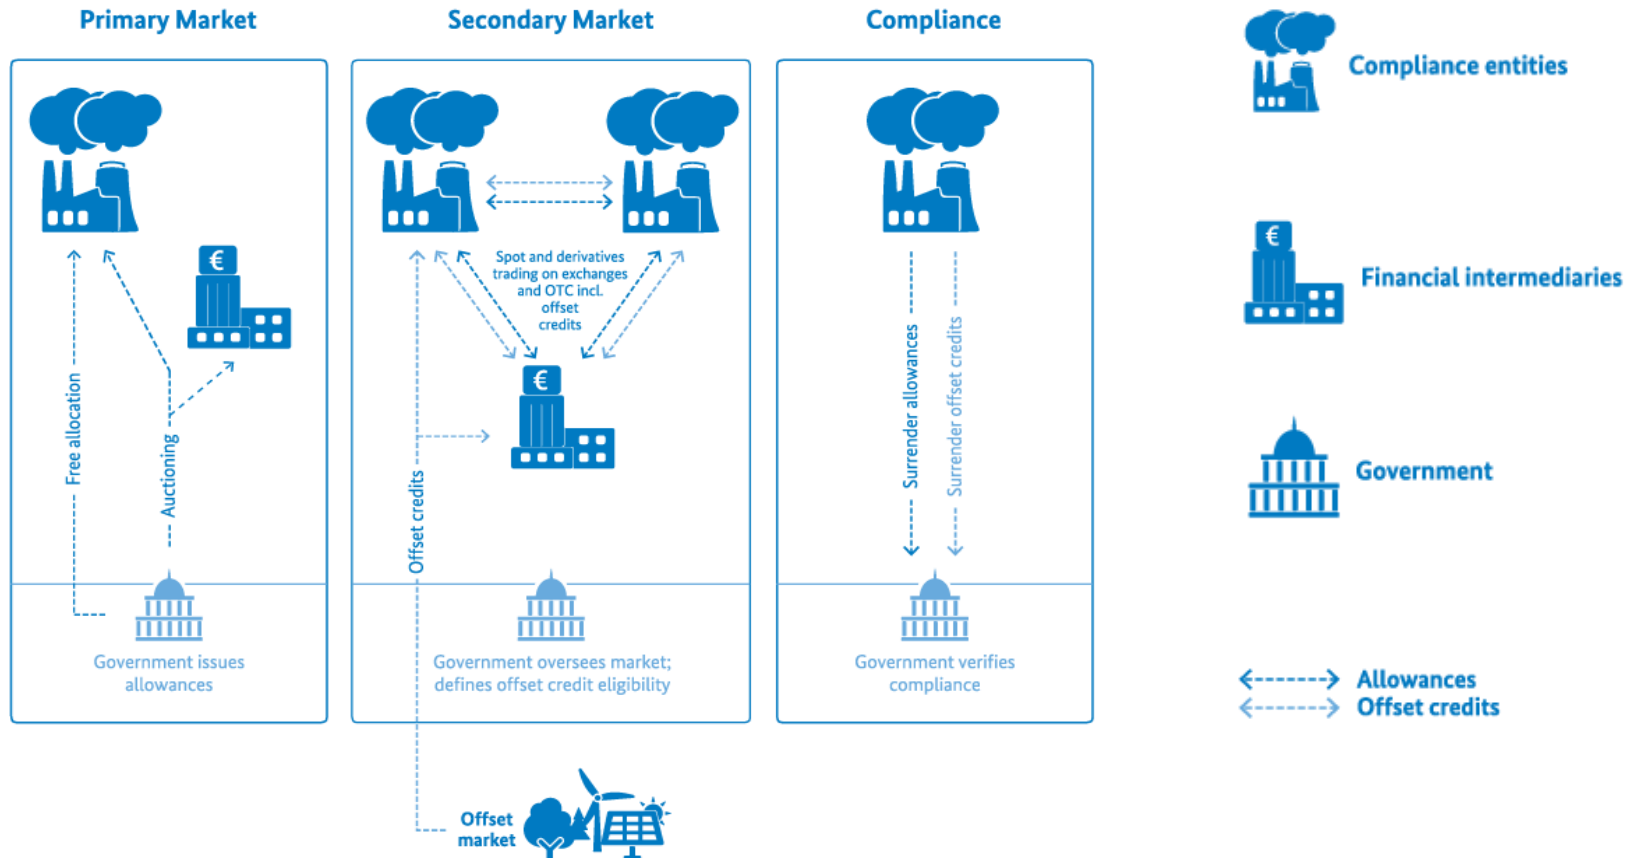 Primary Market
Secondary Market
Compliance
Compliance entities
€
Financial intermediaries
Government
Allowances
Offset credits
€
Free allocation
Auctioning
Government issues
allowances
Spot and derivatives
trading on exchanges
and OTC incl.
offset
credits
€
Offset credits
Government oversees market;
defines offset credit eligibility
Surrender allowances
Surrender offset credits
Government verifies
compliance
Offset
market